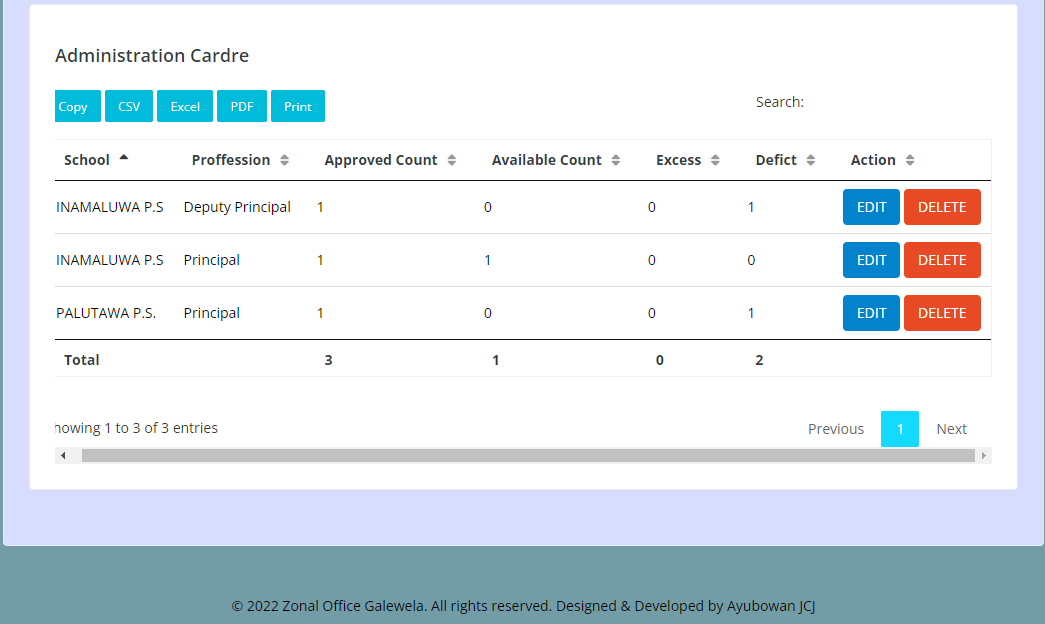 Administration Cardre
Copy CSV Excel PDF Print Search:
School Proffession Approved Count Available Count Excess Defict Action
INAMALUWA P.S Deputy Principal 1 0 0 1 EDIT DELETE
INAMALUWA P.S Principal 1 1 0 0 EDIT DELETE
PALUTAWA P.S. Principal 1 0 0 1 EDIT DELETE
Total 3 1 0 2
howing 1 to 3 of 3 entries Previous 1 Next
© 2022 Zonal Office Galewela. All rights reserved. Designed & Developed by Ayubowan JCJ